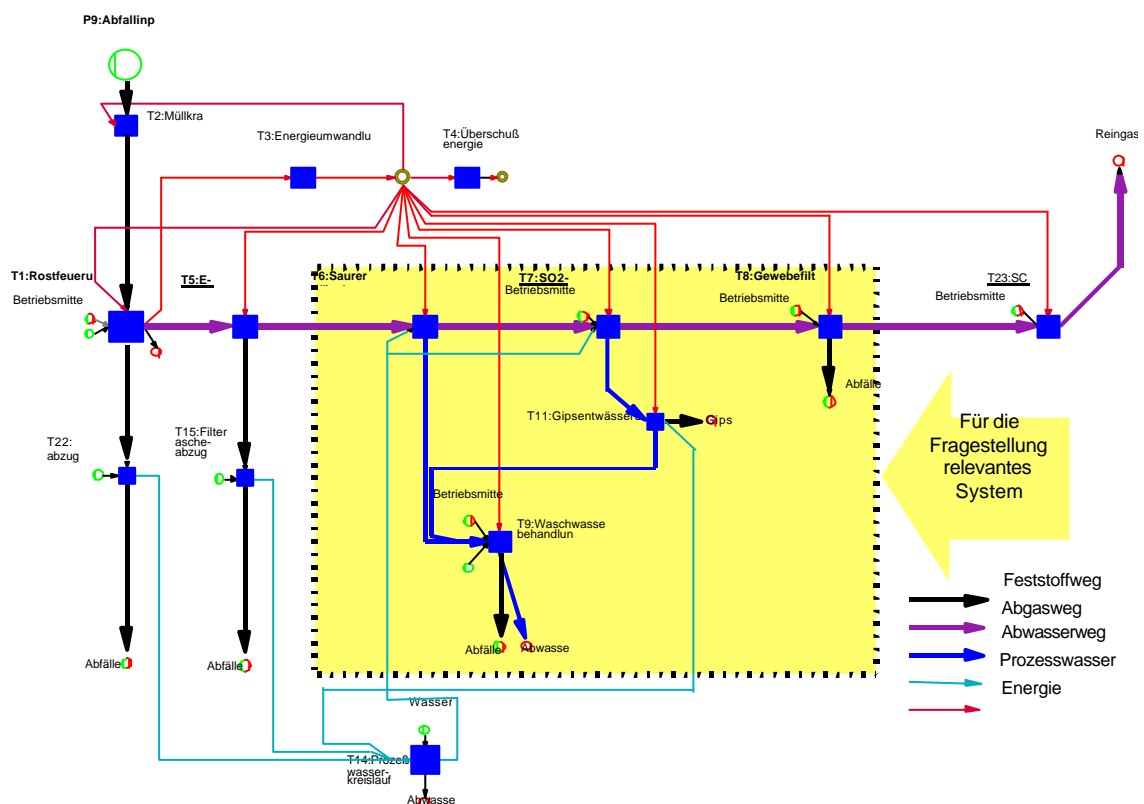 P9:Abfallinp
T2:Müllkra
T3:Energieumwandlu
T4:Überschuß
energie
Reingas
T1:Rostfeueru
Betriebsmitte
T5:E-
T6:Saurer
T7:SO2-
Betriebsmitte
T8:Gewebefilt
Betriebsmitte
T23:SC
Betriebsmitte
Abfälle
T11:Gipsentwässere
Gips
T22:
abzug
T15:Filter
asche-
abzug
Betriebsmitte
T9:Waschwasse
behandlun
Abfälle
Abwasse
Abfälle
Abfälle
Wasser
T14:Prozeß
wasser-
kreislauf
Abwasse
Für die
Fragestellung
relevantes
System
Feststoffweg
Abgasweg
Abwasserweg
Prozesswasser
Energie